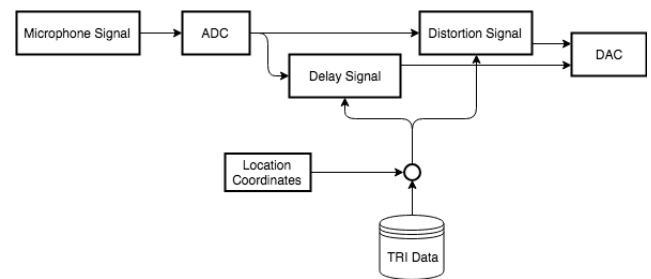 Microphone Signal
ADC
Distortion Signal
DAC
Delay Signal
Location
Coordinates
TRI Data